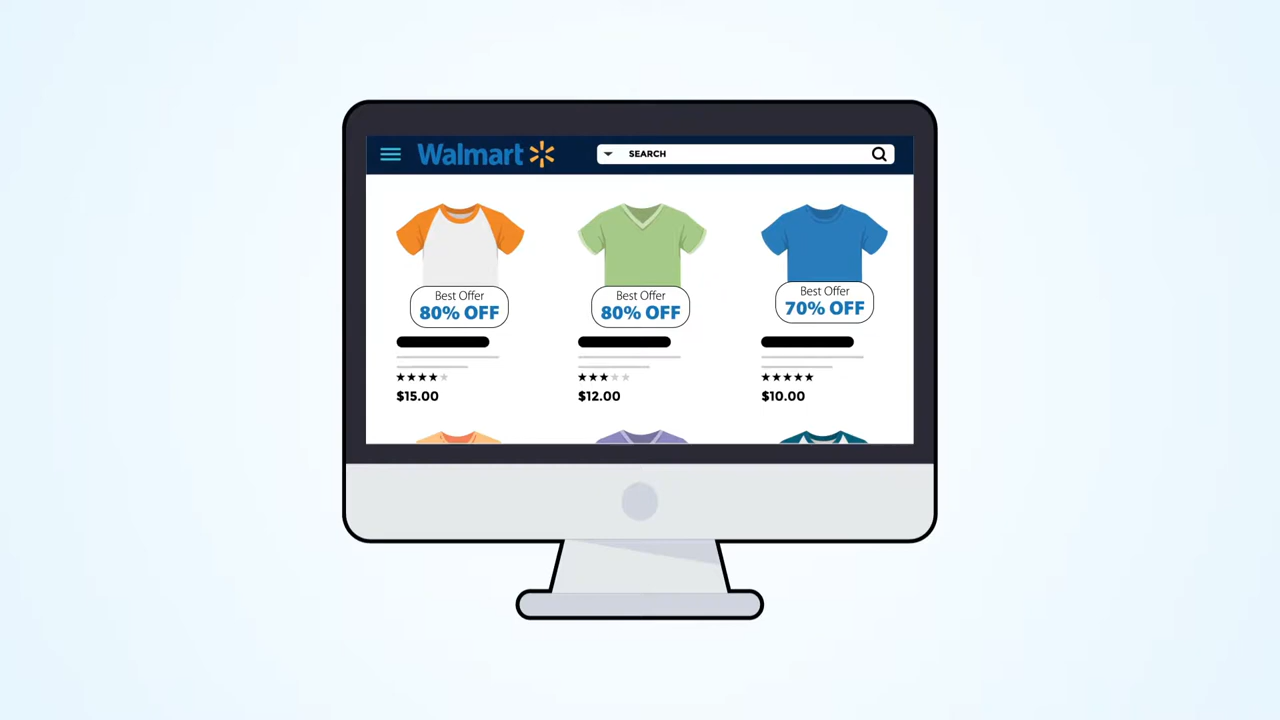 Walmart
SEARCH
Best Offer
80% OFF
$15.00
Best Offer
80% OFF
$12.00
Best Offer
70% OFF
$10.00